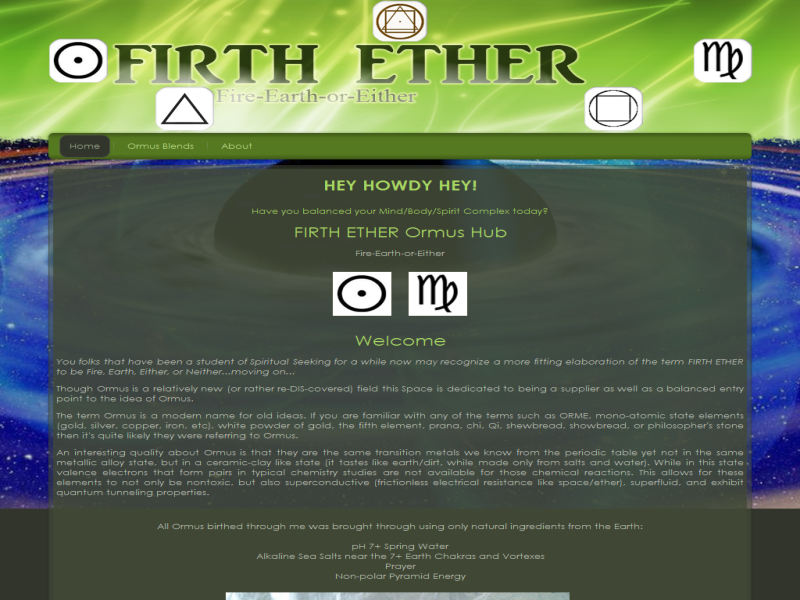 FIRTH ETHER
Fire-Earth-or-Either
Home
Ormus Blends
About
HEY HOWDY HEY!
Have you balanced your Mind/Body/Spirit Complex today?
FIRTH ETHER Ormus Hub
Fire-Earth-or-Either
Welcome
You folks that have been a student of Spiritual Seeking for a while now may recognize a more fitting elaboration of the term FIRTH ETHER
to be Fire, Earth, Either, or Neither...moving on...
Though Ormus is a relatively new (or rather re-DIS-covered) field this Space is dedicated to being a supplier as well as a balanced entry
point to the idea of Ormus.
The term Ormus is a modern name for old ideas. If you are familiar with any of the terms such as ORME, mono-atomic state elements
(gold, silver, copper, iron, etc), white powder of gold, the fifth element, prana, chi, Qi, shewbread, showbread, or philosopher's stone
then it's quite likely they were referring to Ormus.
An interesting quality about Ormus is that they are the same transition metals we know from the periodic table yet not in the same
metallic alloy state, but in a ceramic-clay like state (it tastes like earth/dirt, while made only from salts and water). While in this state
valence electrons that form pairs in typical chemistry studies are not available for those chemical reactions. This allows for these
elements to not only be nontoxic, but also superconductive (frictionless electrical resistance like space/ether), superfluid, and exhibit
quantum tunneling properties.
All Ormus birthed through me was brought through using only natural ingredients from the Earth:
pH 7+ Spring Water
Alkaline Sea Salts near the 7+ Earth Chakras and Vortexes
Prayer
Non-polar Pyramid Energy